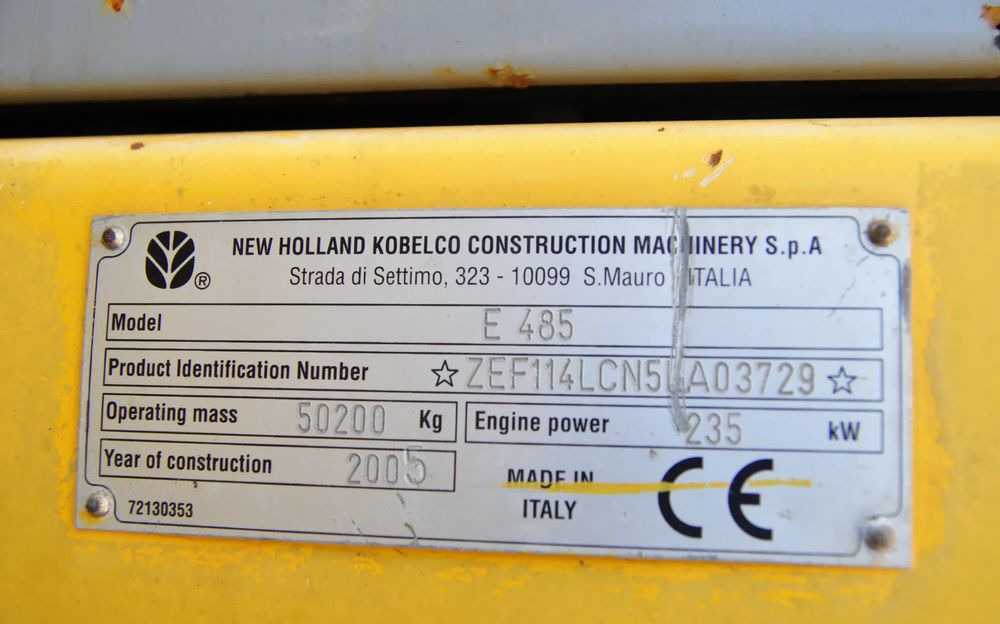 NEW HOLLAND KOBELCO CONSTRUCTION MACHINERY S.p.A
Strada di Settimo, 323 - 10099 S.Mauro ITALIA
®
Model E 485
Product Identification Number
Operating mass 50200 Kg Engine power 235 kW
Year of construction 2005
MADE IN CE
72130353 ITALY